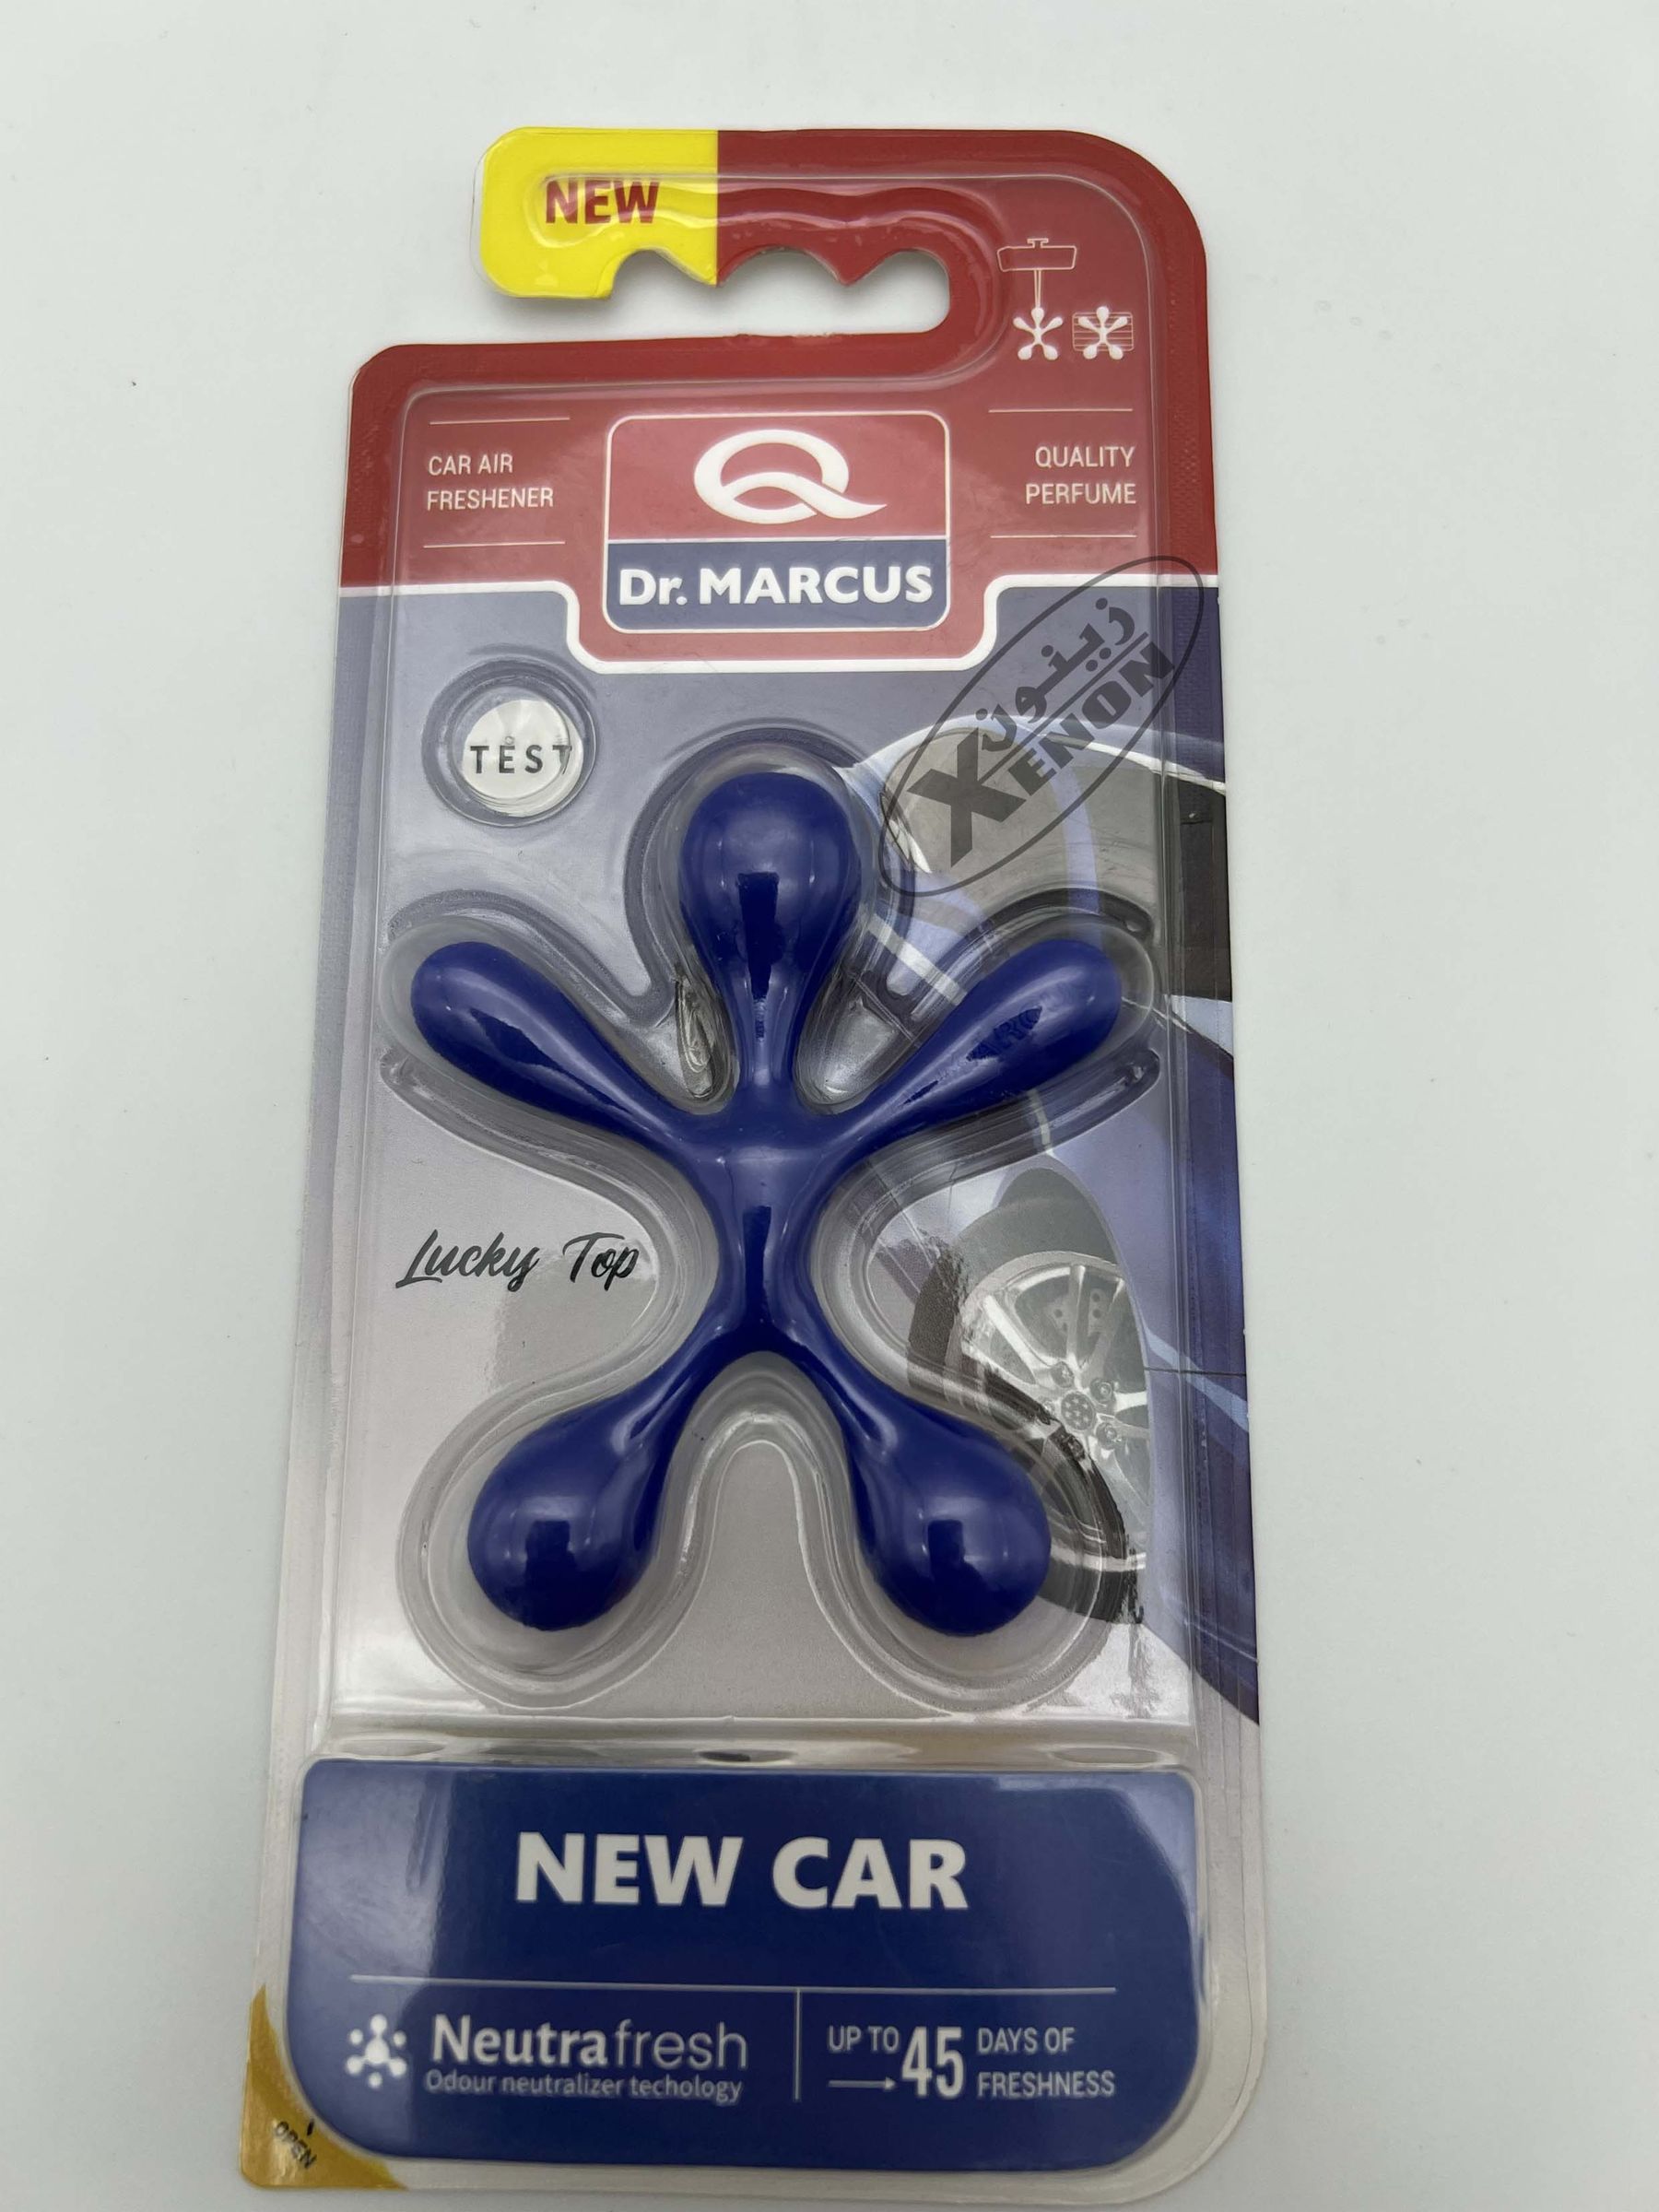 NEW
CAR AIR
FRESHENER
Dr. MARCUS
QUALITY
PERFUME
زينون
XENON
TEST
Lucky Top
NEW CAR
Neutrafresh
Odour neutralizer techology
UP TO 45 DAYS OF
FRESHNESS
OPEN